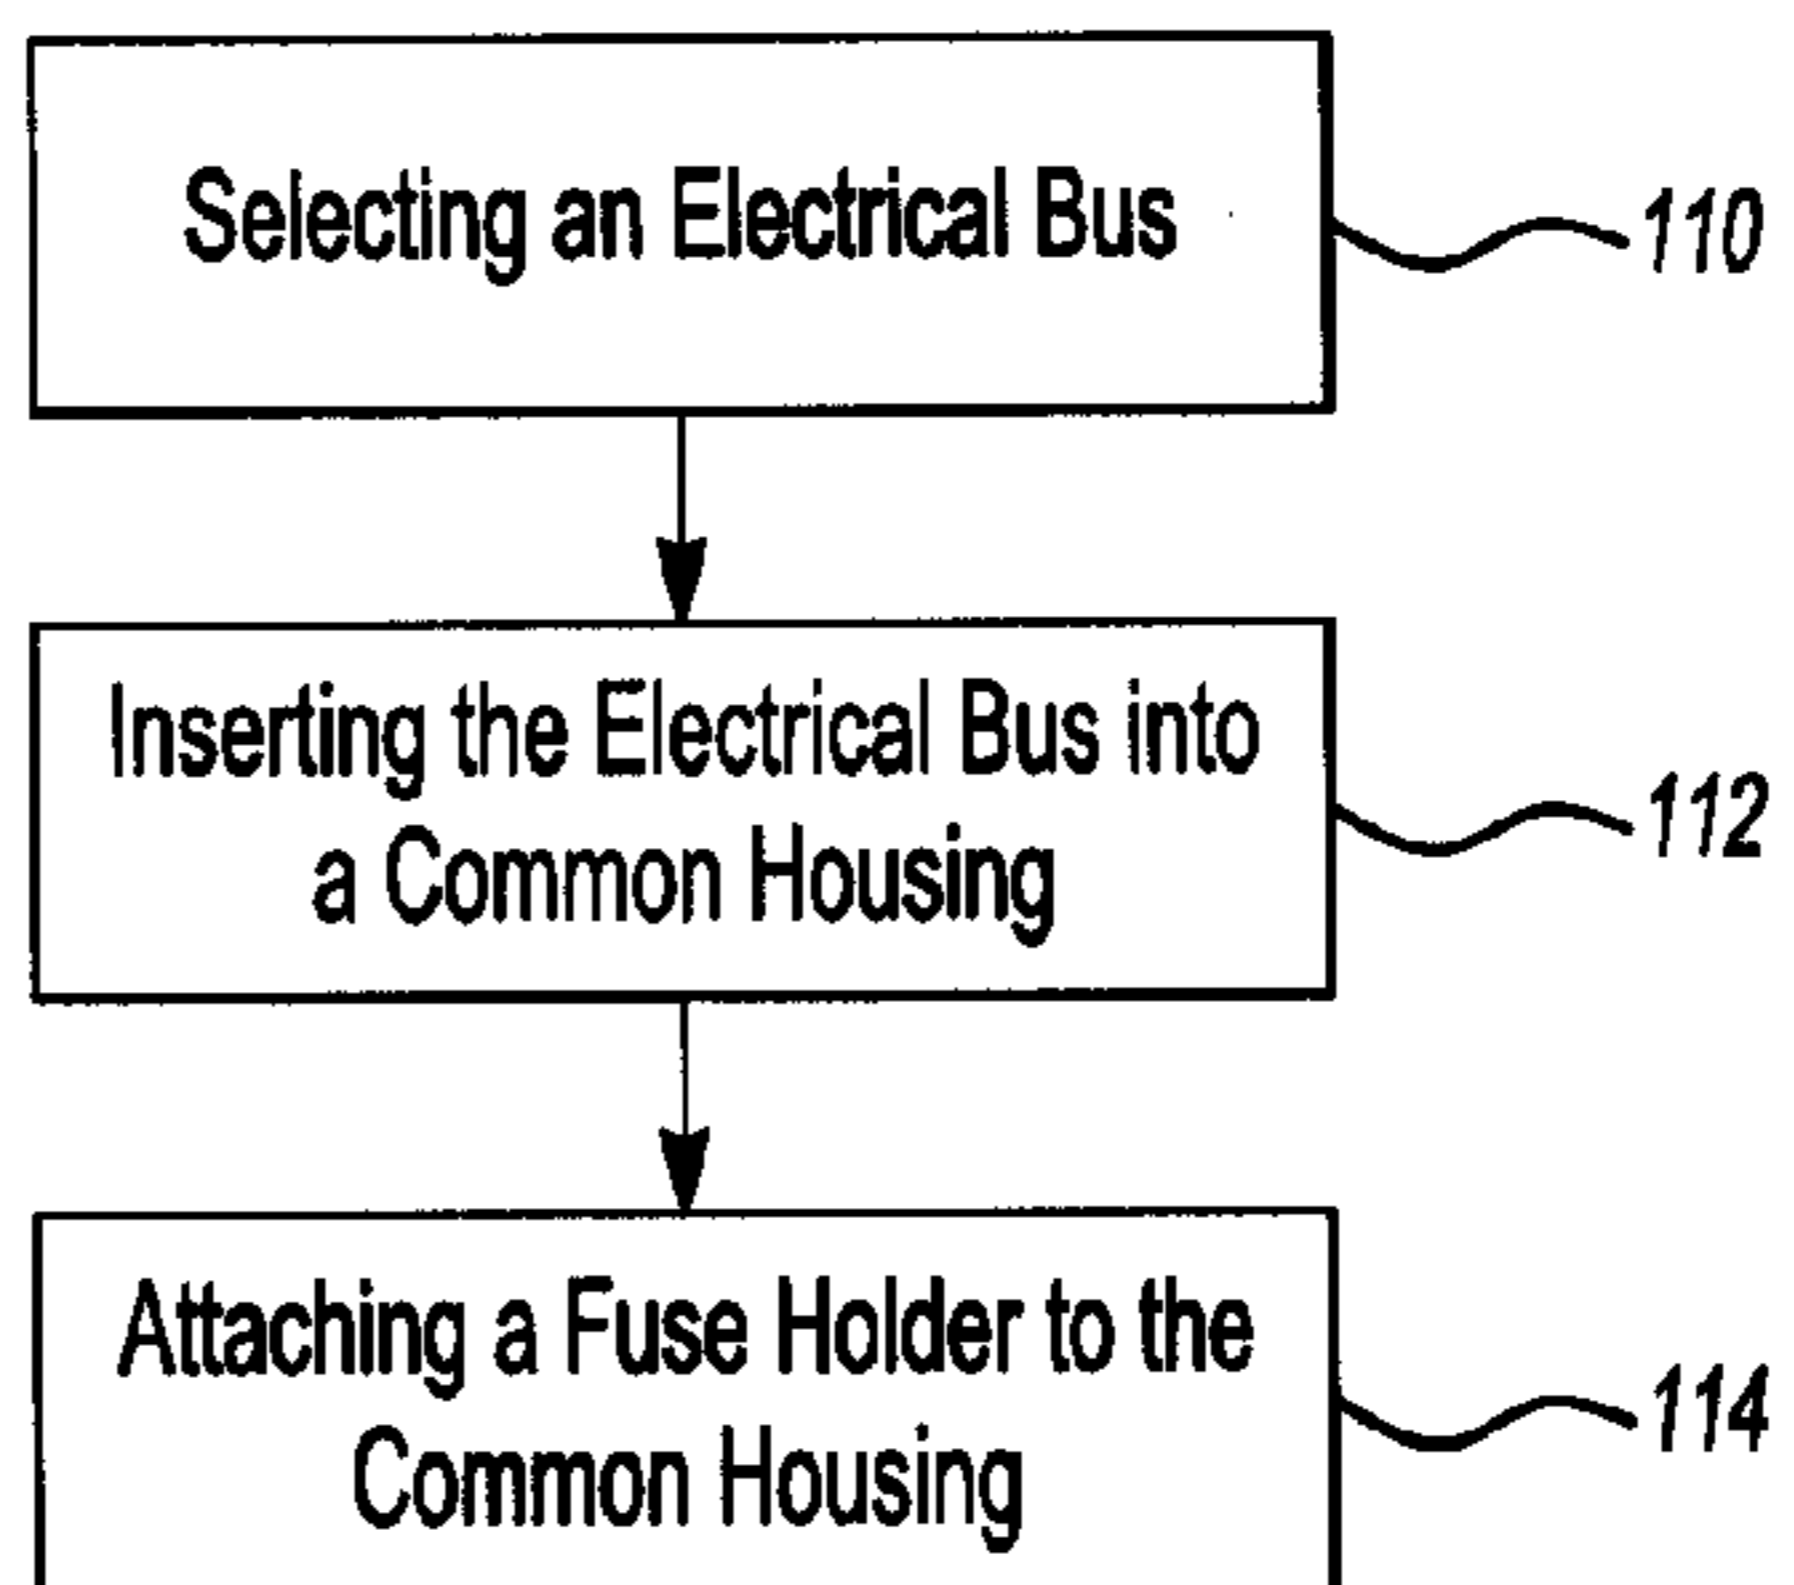 Selecting an Electrical Bus
110
Inserting the Electrical Bus into
a Common Housing
112
Attaching a Fuse Holder to the
Common Housing
114